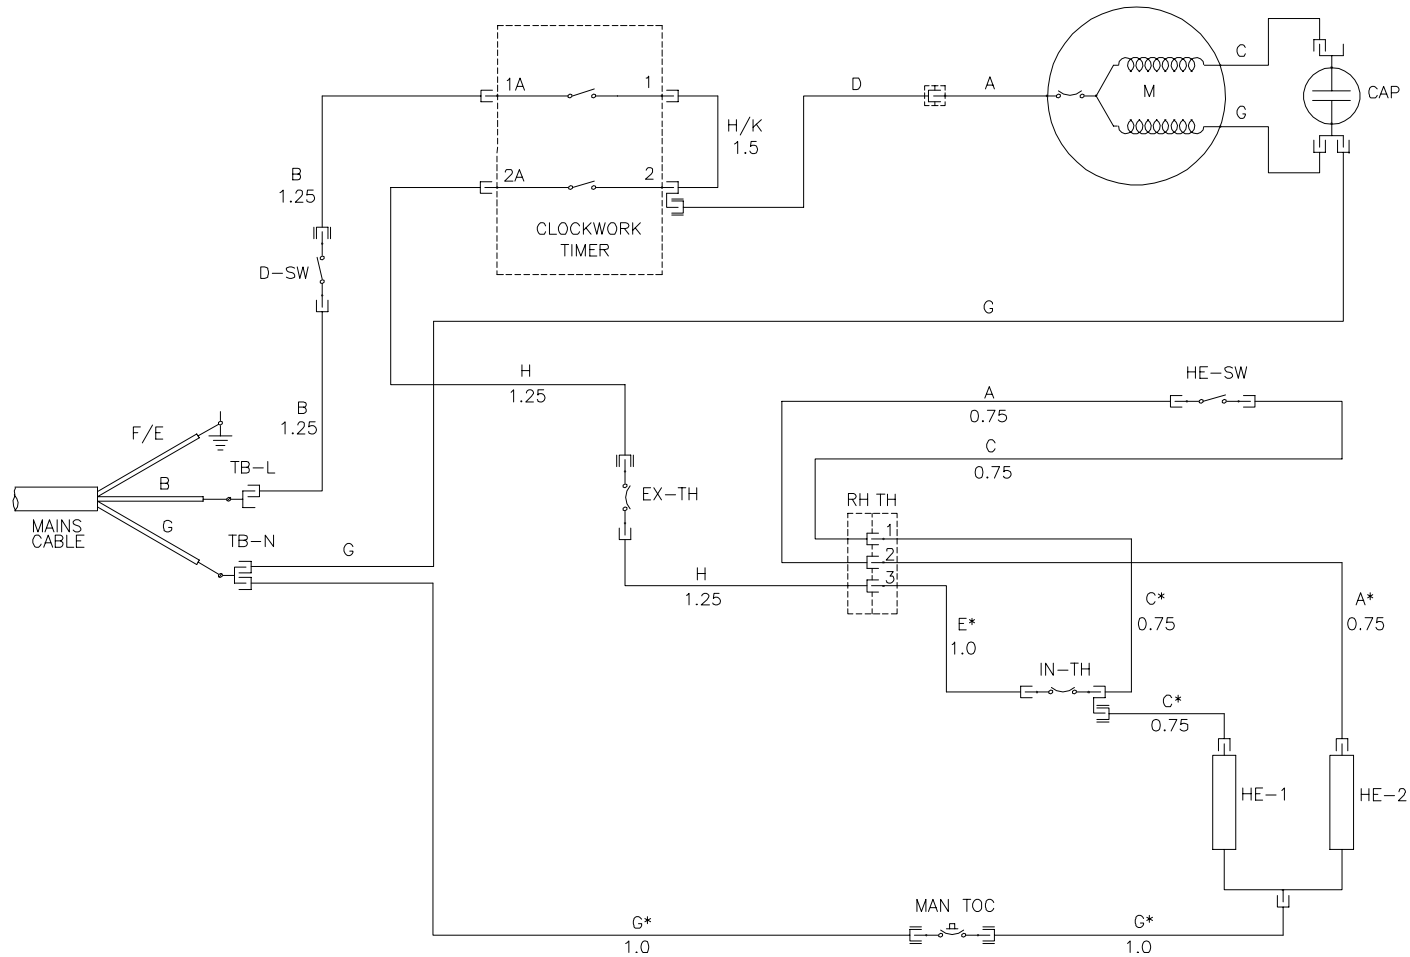 1A
1
D
A
M
C
G
CAP
H/K
1.5
B
1.25
2A
2
CLOCKWORK
TIMER
D-SW
G
H
1.25
HE-SW
A
0.75
C
0.75
B
1.25
F/E
TB-L
B
G
MAINS
CABLE
TB-N
G
EX-TH
RH TH
1
2
3
H
1.25
E*
1.0
C*
0.75
A*
0.75
IN-TH
C*
0.75
HE-1
HE-2
MAN TOC
G*
1.0
G*
1.0